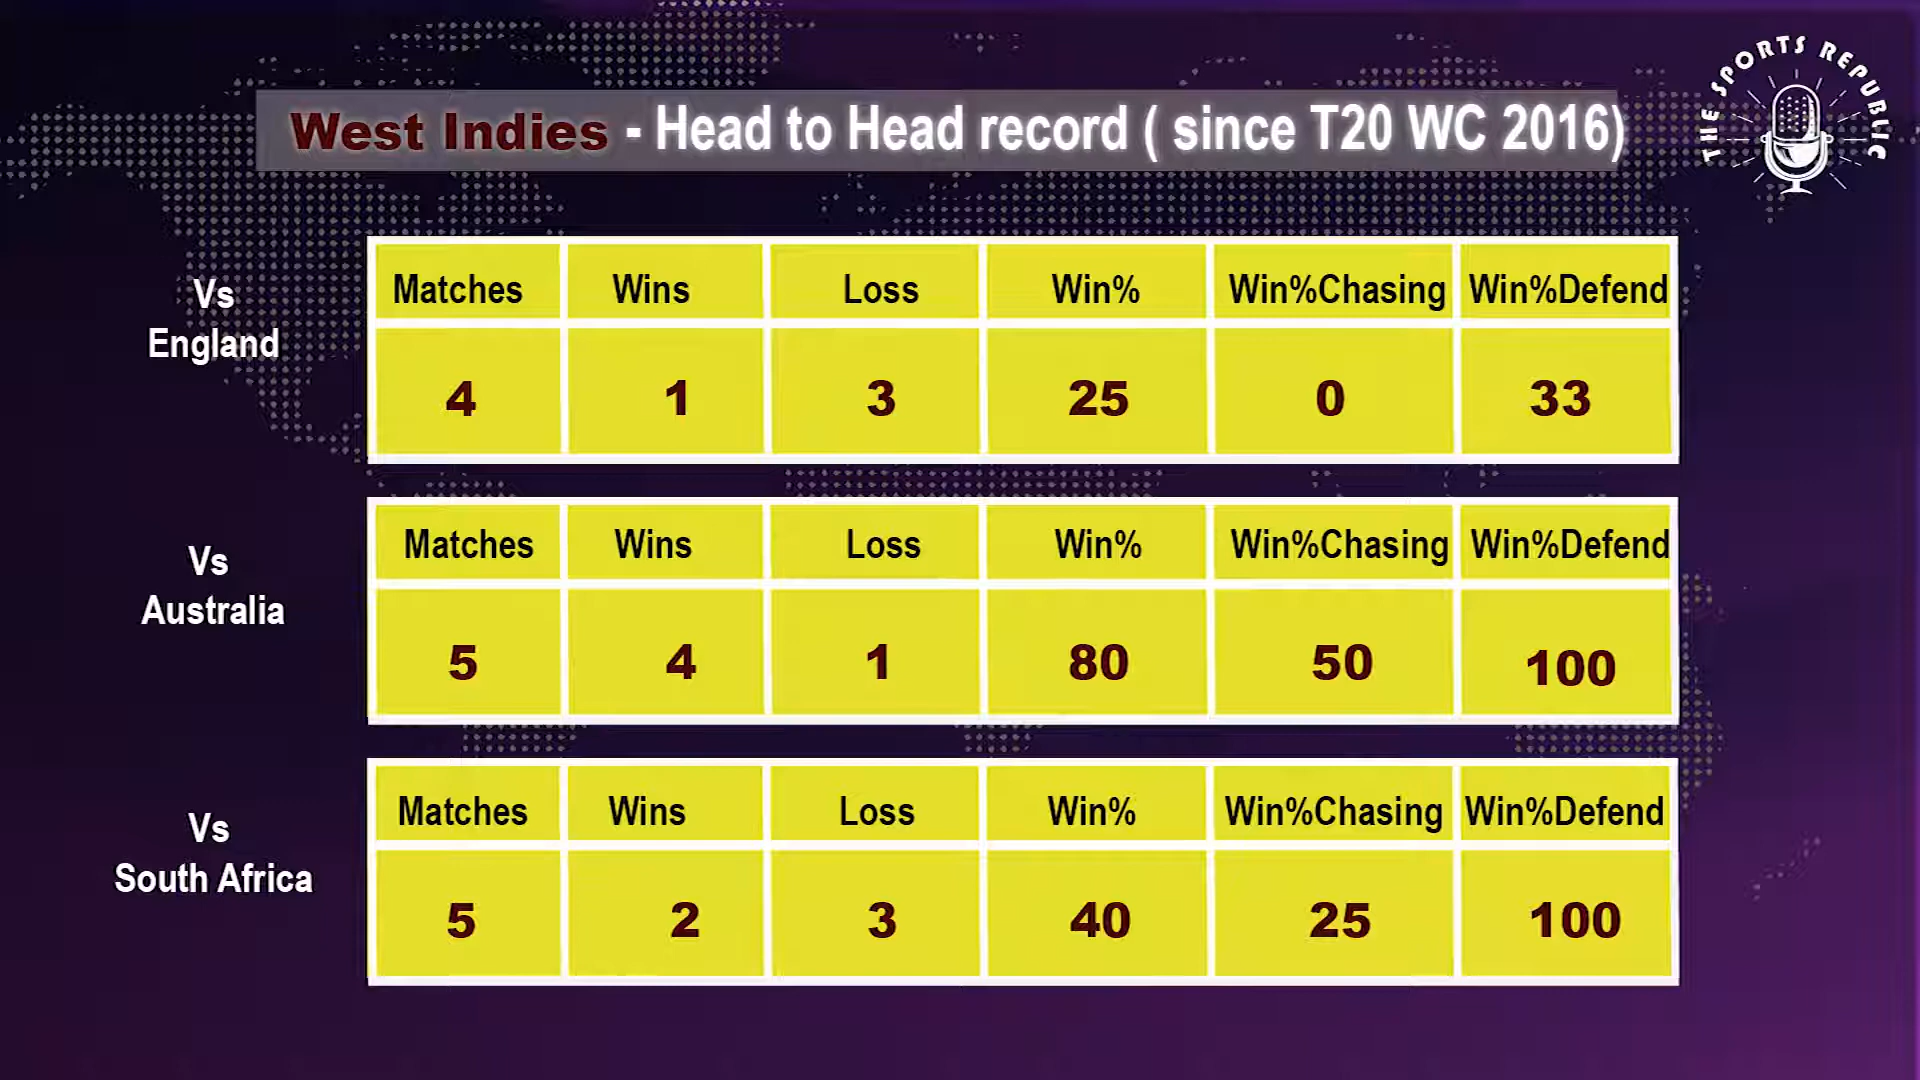 THE SPORTS REPUBLIC
West Indies - Head to Head record ( since T20 WC 2016)
Vs
England
Matches Wins Loss Win% Win%Chasing Win%Defend
4 1 3 25 0 33
Vs
Australia
Matches Wins Loss Win% Win%Chasing Win%Defend
5 4 1 80 50 100
Vs
South Africa
Matches Wins Loss Win% Win%Chasing Win%Defend
5 2 3 40 25 100